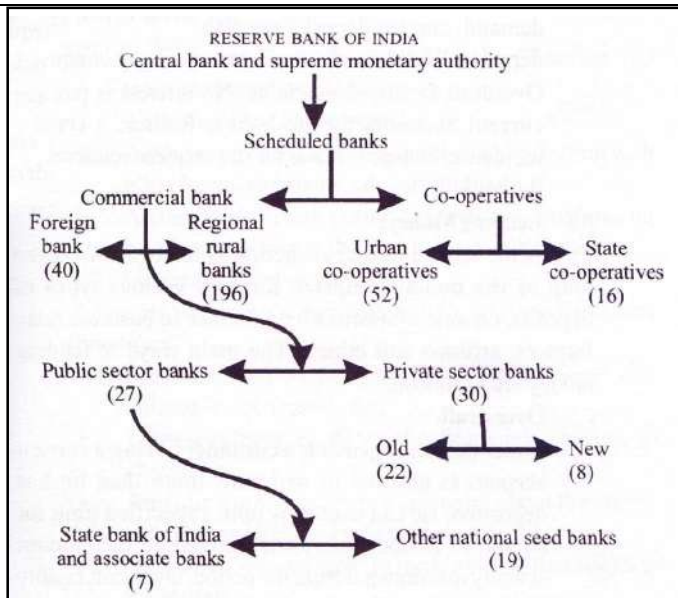 RESERVE BANK OF INDIA
Central bank and supreme monetary authority
Scheduled banks
Commercial bank
Co-operatives
Foreign
bank
(40)
Regional
rural
banks
(196)
Urban
co-operatives
(52)
State
co-operatives
(16)
Public sector banks
(27)
Private sector banks
(30)
Old
(22)
New
(8)
State bank of India
and associate banks
(7)
Other national seed banks
(19)